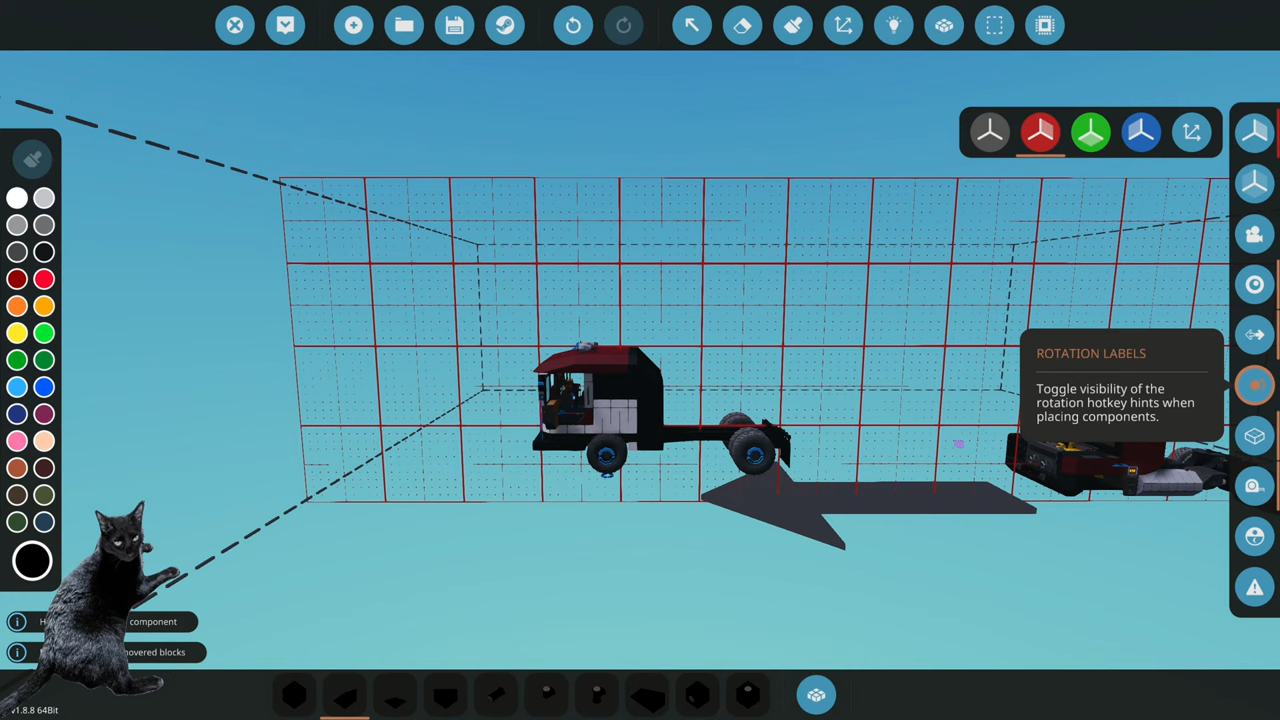 ROTATION LABELS
Toggle visibility of the
rotation hotkey hints when
placing components.
component
overed blocks
v1.8.8 64Bit